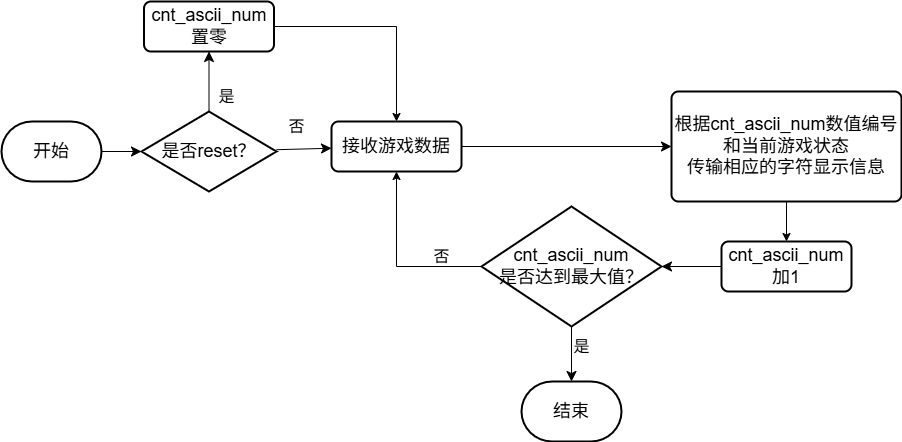 cnt_ascii_num
置零
是
开始
是否reset？
否
接收游戏数据
根据cnt_ascii_num数值编号
和当前游戏状态
传输相应的字符显示信息
cnt_ascii_num
加1
cnt_ascii_num
是否达到最大值？
否
是
结束